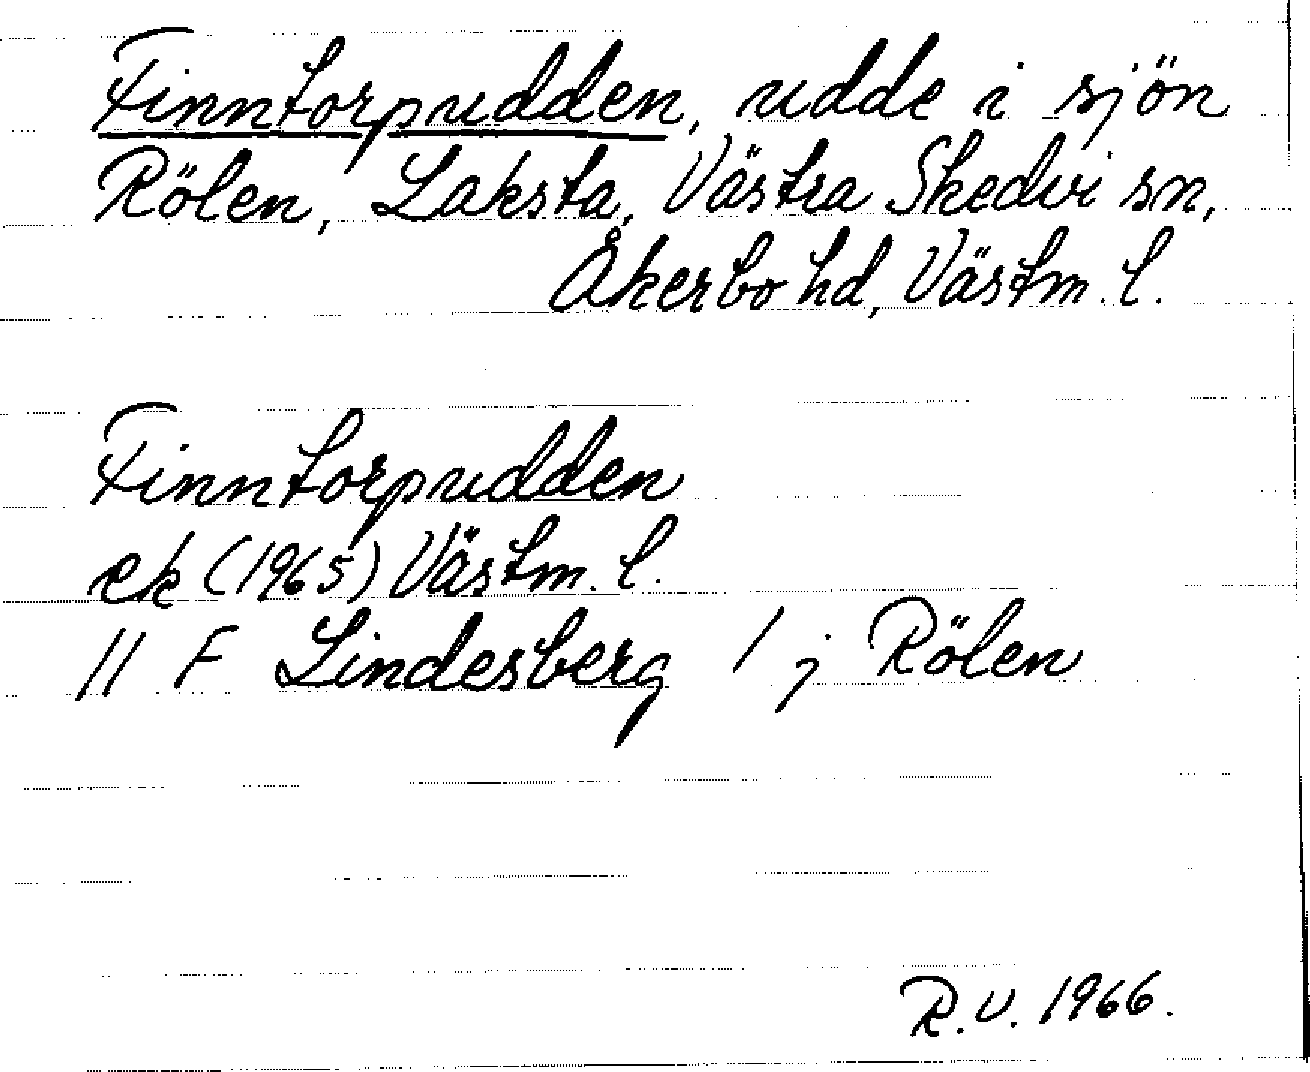 Finntorpudden, udde i sjön
Rölen, Laksta, Västra Skedvi sn,
Åkerbo hd, Västm. l.
Finntorpudden
ek (1965) Västm. l.
11 F Lindesberg / j Rölen
R.V. 1966.